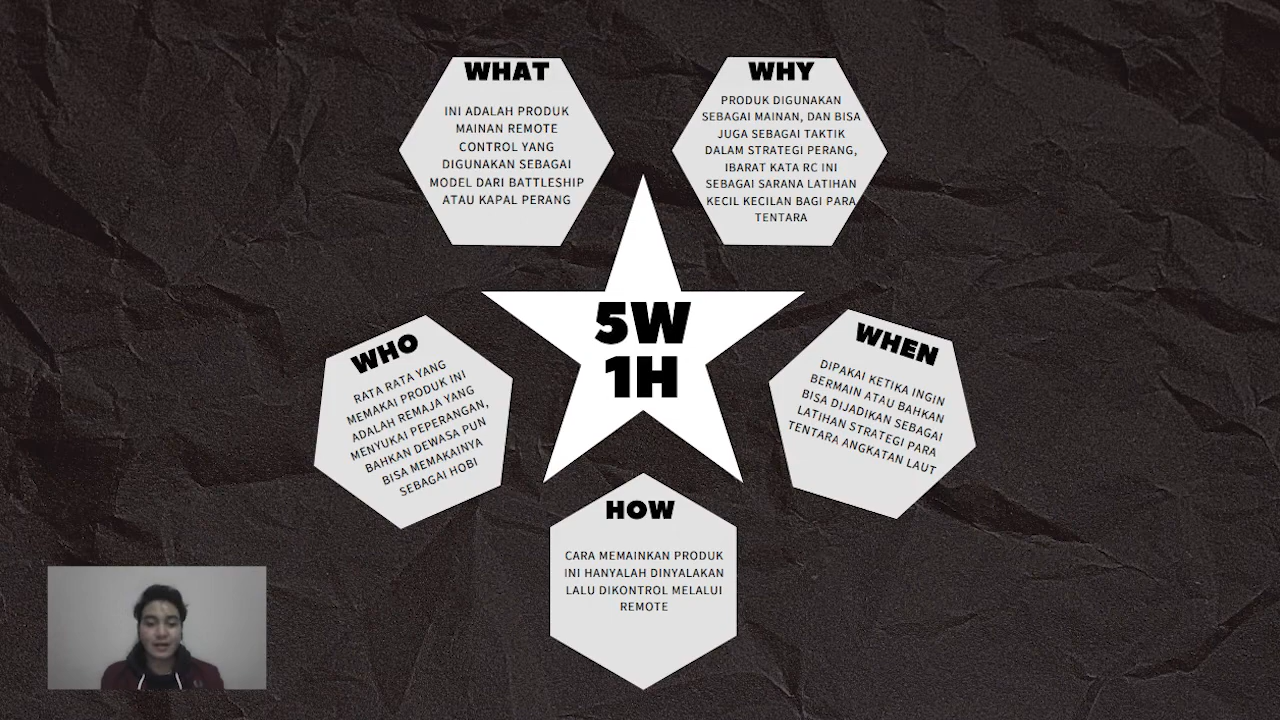 WHAT
INI ADALAH PRODUK
MAINAN REMOTE
CONTROL YANG
DIGUNAKAN SEBAGAI
MODEL DARI BATTLESHIP
ATAU KAPAL PERANG
WHY
PRODUK DIGUNAKAN
SEBAGAI MAINAN, DAN BISA
JUGA SEBAGAI TAKTIK
DALAM STRATEGI PERANG,
IBARAT KATA RC INI
SEBAGAI SARANA LATIHAN
KECIL KECILAN BAGI PARA
TENTARA
5W
1H
WHO
RATA RATA YANG
MEMAKAI PRODUK INI
ADALAH REMAJA YANG
MENYUKAI PEPERANGAN,
BAHKAN DEWASA PUN
BISA MEMAKAINYA
SEBAGAI HOBI
WHEN
DIPAKAI KETIKA INGIN
BERMAIN ATAU BAHKAN
BISA DIJADIKAN SEBAGAI
LATIHAN STRATEGI PARA
TENTARA ANGKATAN LAUT
HOW
CARA MEMAINKAN PRODUK
INI HANYALAH DINYALAKAN
LALU DIKONTROL MELALUI
REMOTE